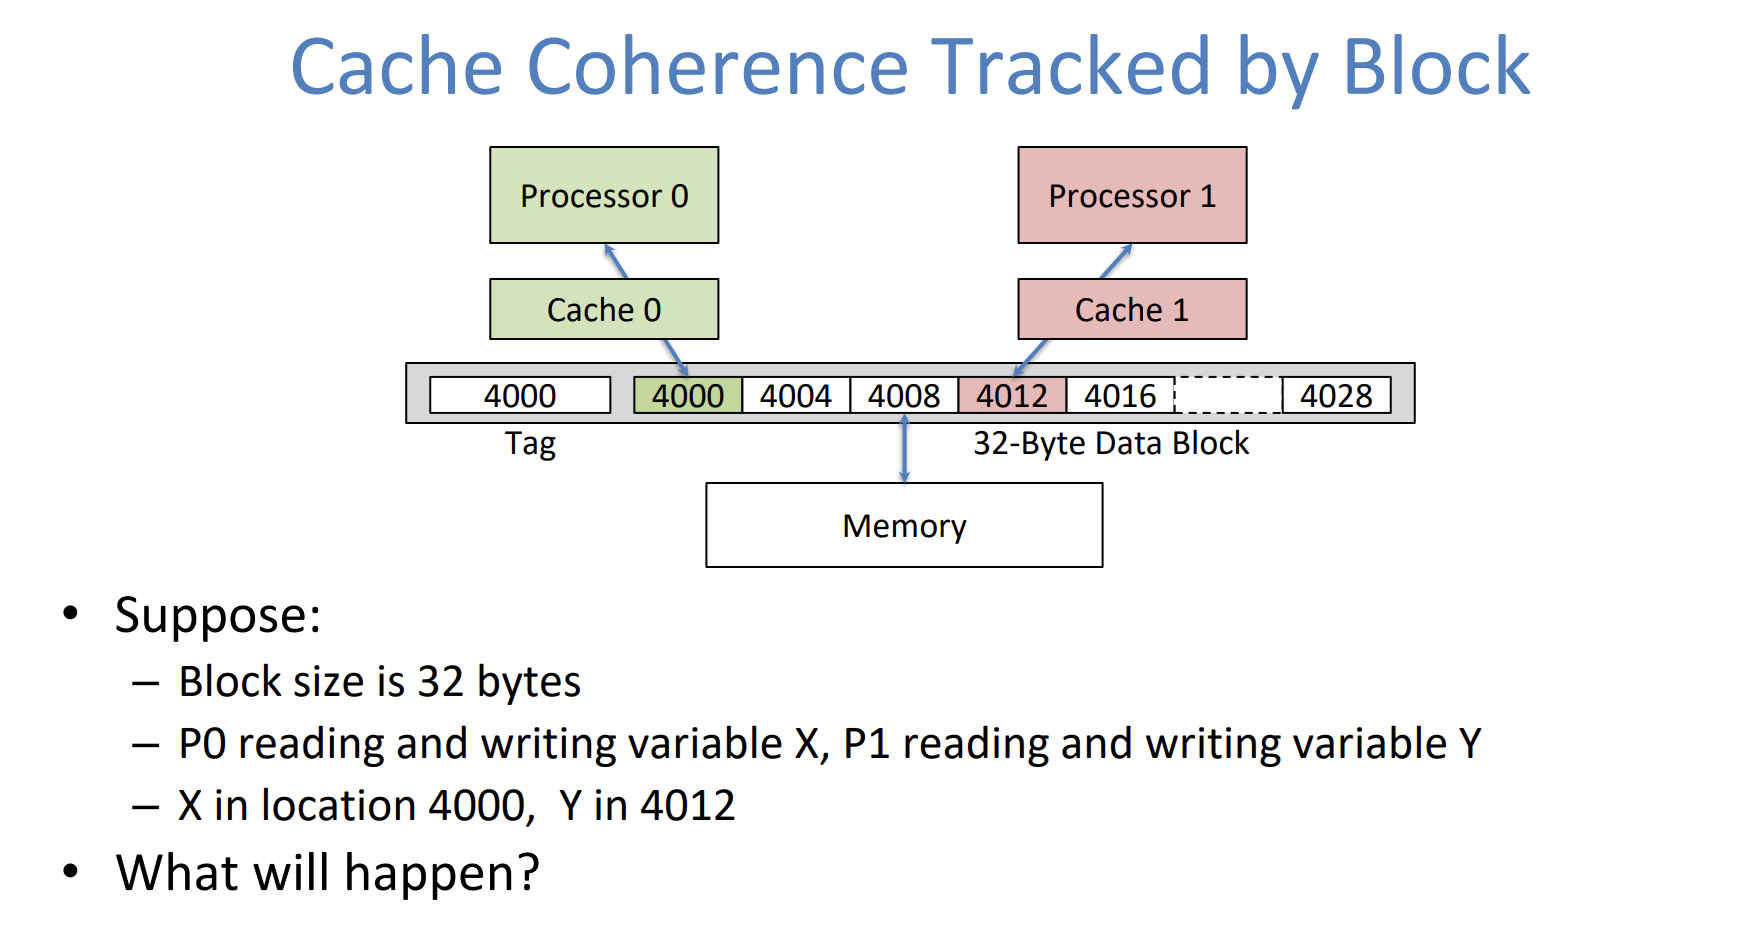 Cache Coherence Tracked by Block
Processor 0
Processor 1
Cache 0
Cache 1
4000
4000
4004
4008
4012
4016
4028
Tag
32-Byte Data Block
Memory
• Suppose:
– Block size is 32 bytes
– P0 reading and writing variable X, P1 reading and writing variable Y
– X in location 4000, Y in 4012
• What will happen?